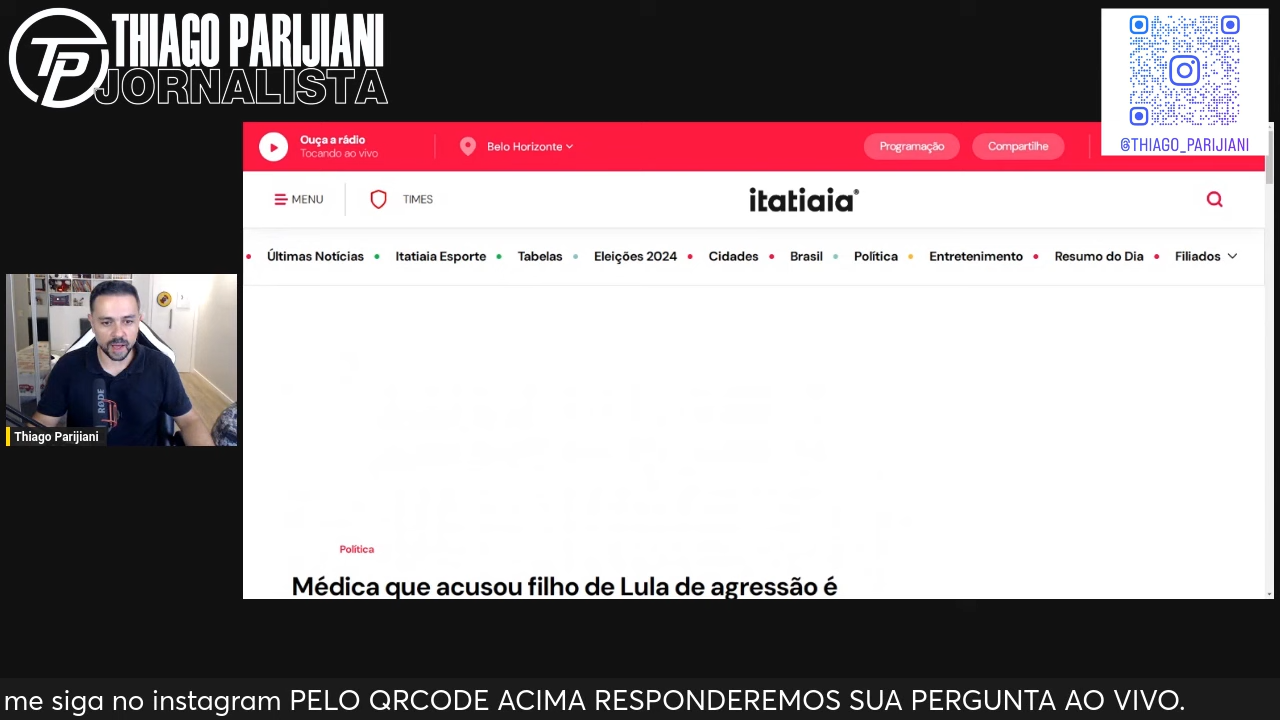 TP
THIAGO PARIJIANI
JORNALISTA
@THIAGO_PARIJIANI
Ouça a rádio
Tocando ao vivo
Belo Horizonte
Programação
Compartilhe
MENU
TIMES
itatiaia®
Últimas Notícias
Itatiaia Esporte
Tabelas
Eleições 2024
Cidades
Brasil
Política
Entretenimento
Resumo do Dia
Filiados
RODE
Thiago Parijiani
Política
Médica que acusou filho de Lula de agressão é
me siga no instagram PELO QRCODE ACIMA RESPONDEREMOS SUA PERGUNTA AO VIVO.